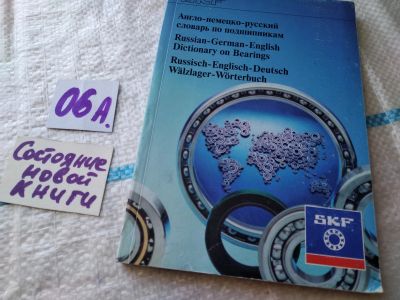 Англо-немецко-русский
словарь по подшипникам
Russian-German-English
Dictionary on Bearings
Russisch-Englisch-Deutsch
Wälzlager-Wörterbuch
06А.
Состояние
новой
книги
SKF